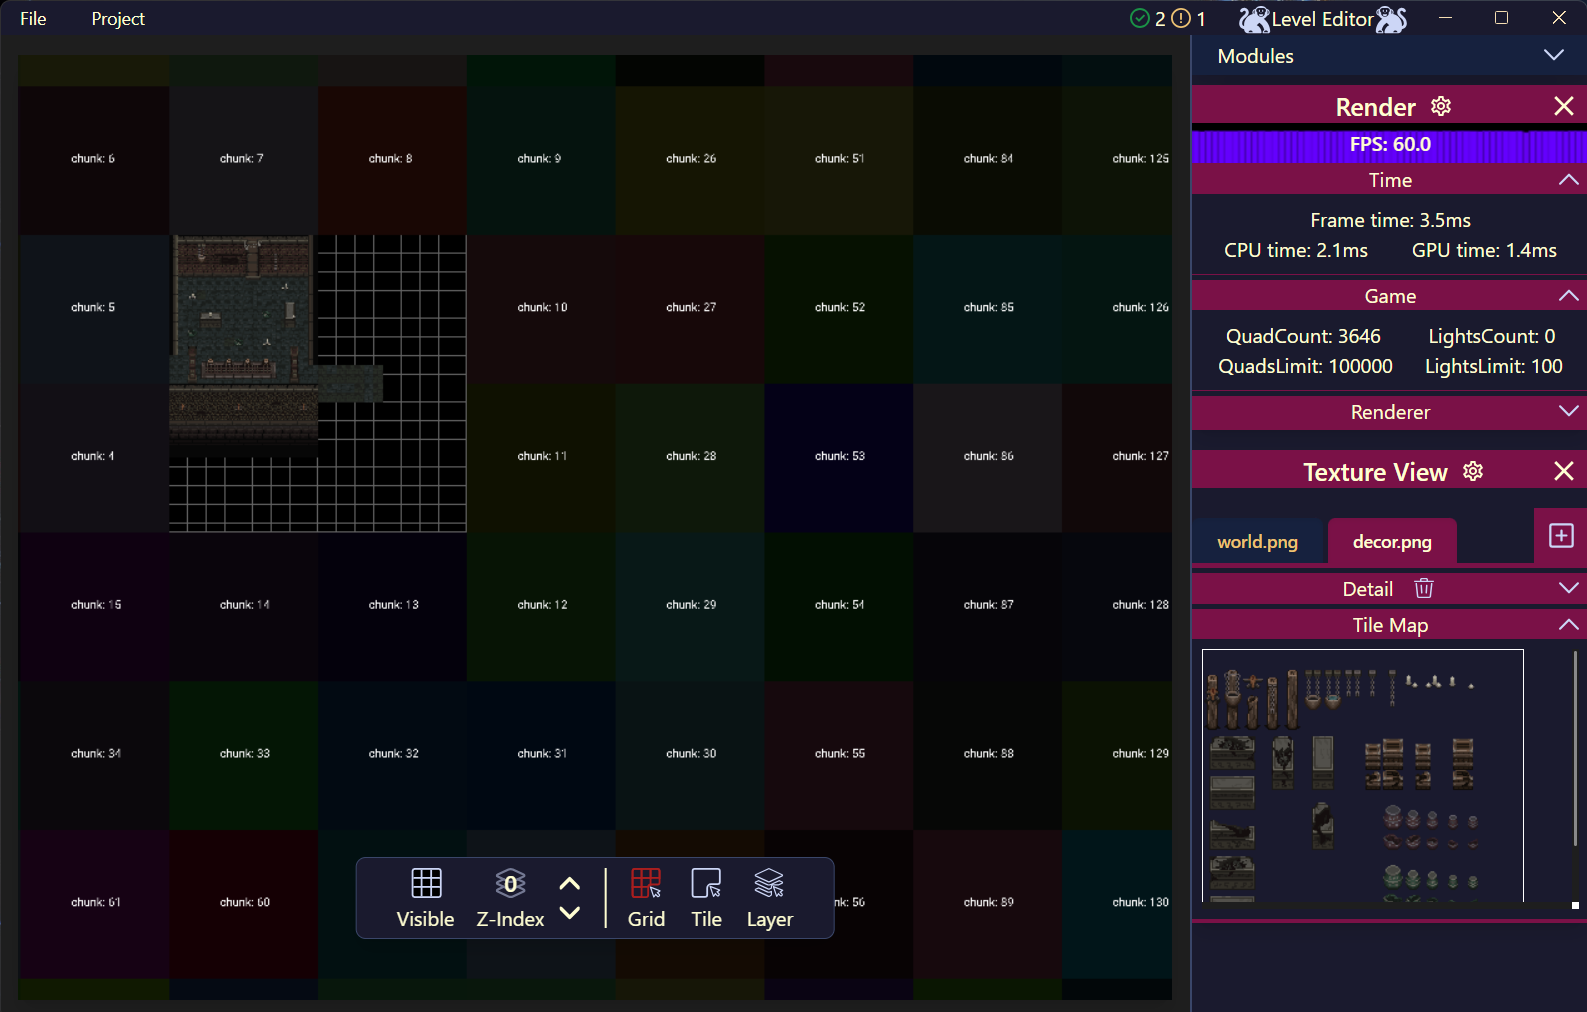 File Project 2 1 Level Editor
Modules
Render
FPS: 60.0
Time
Frame time: 3.5ms
CPU time: 2.1ms GPU time: 1.4ms
Game
QuadCount: 3646 LightsCount: 0
QuadsLimit: 100000 LightsLimit: 100
Renderer
Texture View
world.png decor.png
Detail
Tile Map
chunk: 6 chunk: 7 chunk: 8 chunk: 9 chunk: 26 chunk: 51 chunk: 84 chunk: 125
chunk: 5 chunk: 10 chunk: 27 chunk: 52 chunk: 85 chunk: 126
chunk: 4 chunk: 11 chunk: 28 chunk: 53 chunk: 86 chunk: 127
chunk: 15 chunk: 14 chunk: 13 chunk: 12 chunk: 29 chunk: 54 chunk: 87 chunk: 128
chunk: 34 chunk: 33 chunk: 32 chunk: 31 chunk: 30 chunk: 55 chunk: 88 chunk: 129
chunk: 61 chunk: 60 56 chunk: 89 chunk: 130
0
Visible Z-Index Grid Tile Layer